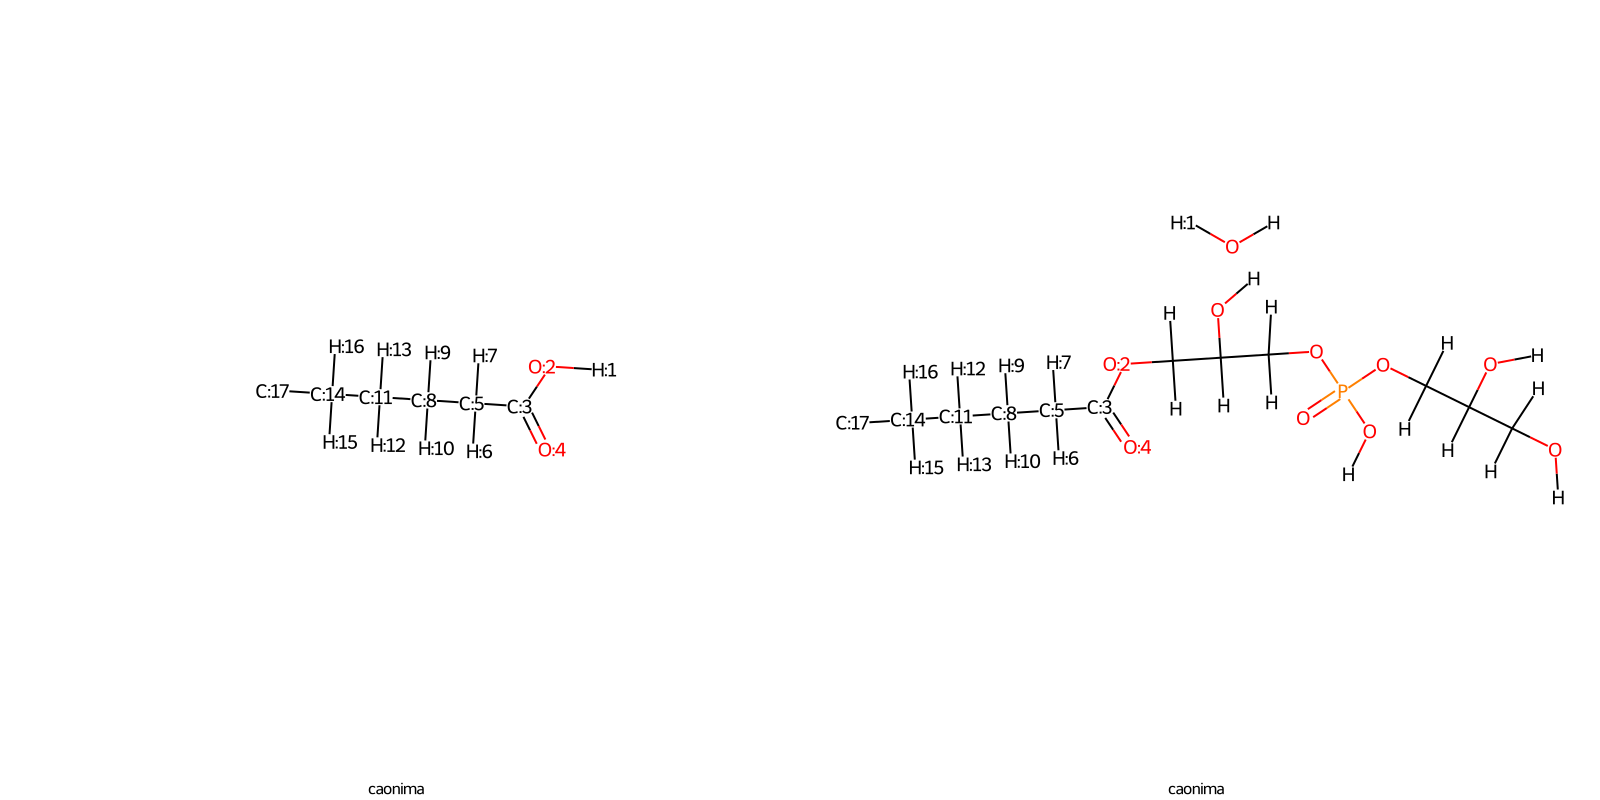 H:1 O H
H
O H H
H:16 H:13 H:9 H:7 O:2 H:1
C:17 C:14 C:11 C:8 C:5 C:3
H:15 H:12 H:10 H:6 O:4
H:16 H:12 H:9 H:7 O:2 H O O H O H
C:17 C:14 C:11 C:8 C:5 C:3 H H H O P H
H:15 H:13 H:10 H:6 O:4 O H H H O
H H H
caonima caonima